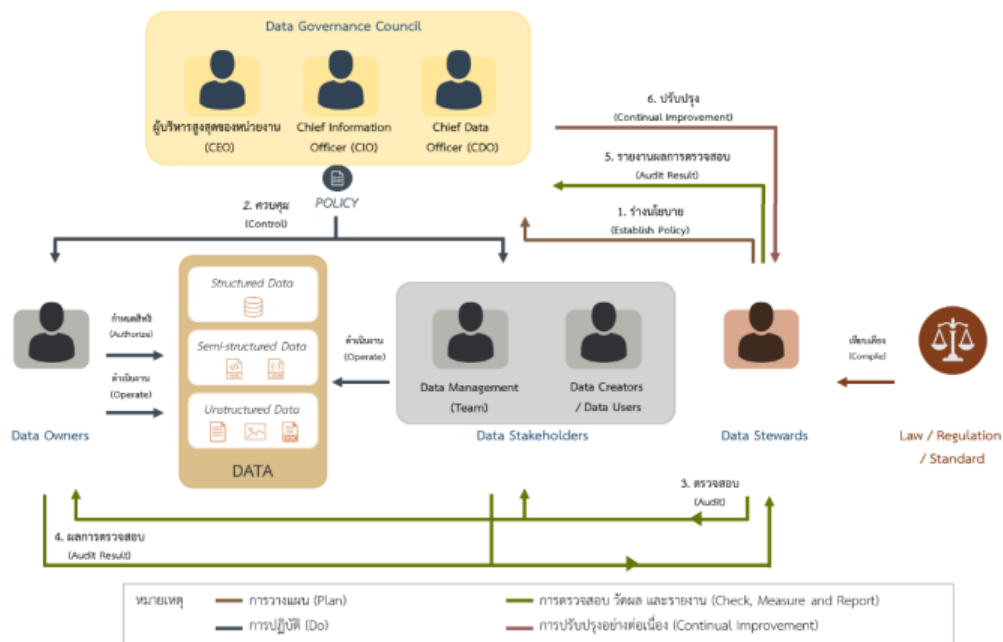 Data Governance Council
ผู้บริหารสูงสุดของหน่วยงาน
(CEO)
Chief Information
Officer (CIO)
Chief Data
Officer (CDO)
6. ปรับปรุง
(Continual Improvement)
5. รายงานผลการตรวจสอบ
(Audit Result)
2. ควบคุม
(Control)
POLICY
1. ร่างนโยบาย
(Establish Policy)
Structured Data
กำหนดสิทธิ
(Authorize)
Semi-structured Data
ดำเนินงาน
(Operate)
Unstructured Data
DATA
Data Owners
ดำเนินงาน
(Operate)
Data Management
(Team)
Data Creators
/ Data Users
Data Stakeholders
Data Stewards
เทียบเคียง
(Compile)
Law / Regulation
/ Standard
3. ตรวจสอบ
(Audit)
4. ผลการตรวจสอบ
(Audit Result)
หมายเหตุ
การวางแผน (Plan)
การตรวจสอบ วัดผล และรายงาน (Check, Measure and Report)
การปฏิบัติ (Do)
การปรับปรุงอย่างต่อเนื่อง (Continual Improvement)